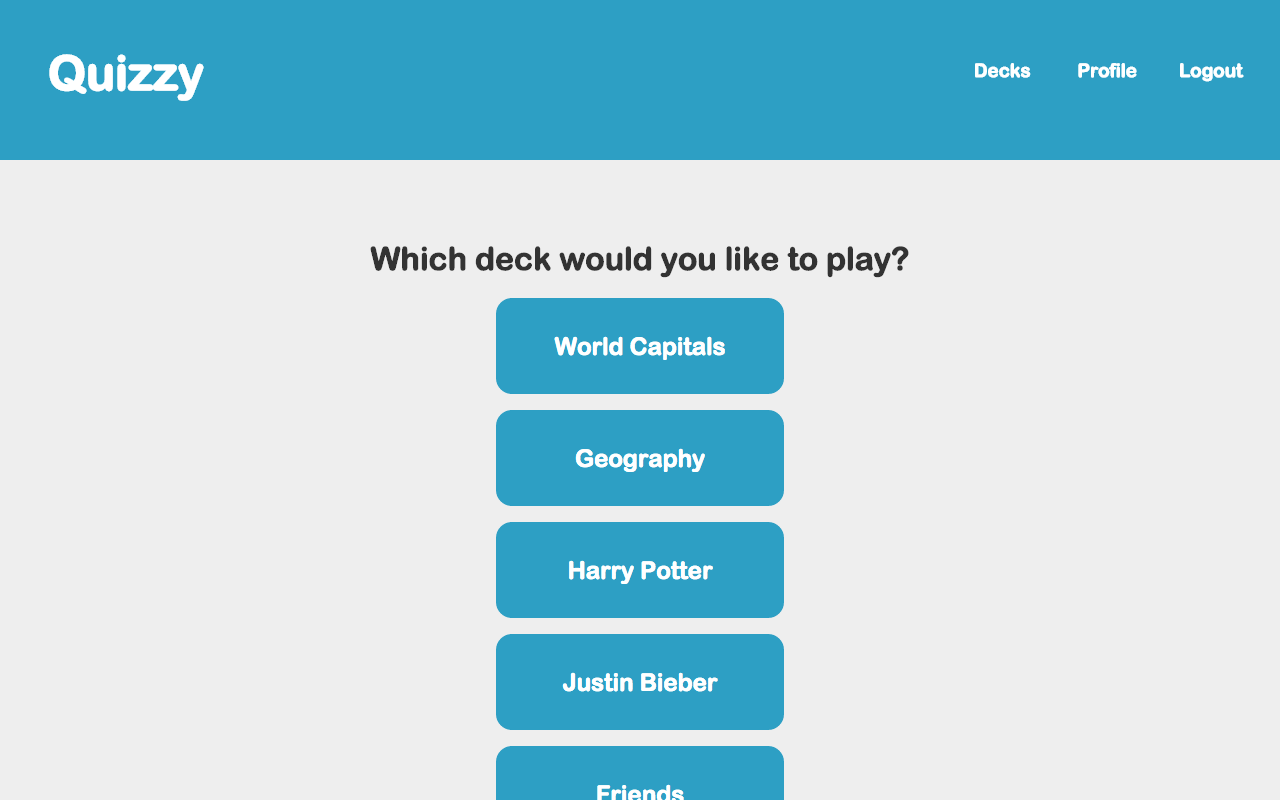 Quizzy
Decks Profile Logout
Which deck would you like to play?
World Capitals
Geography
Harry Potter
Justin Bieber
Friends